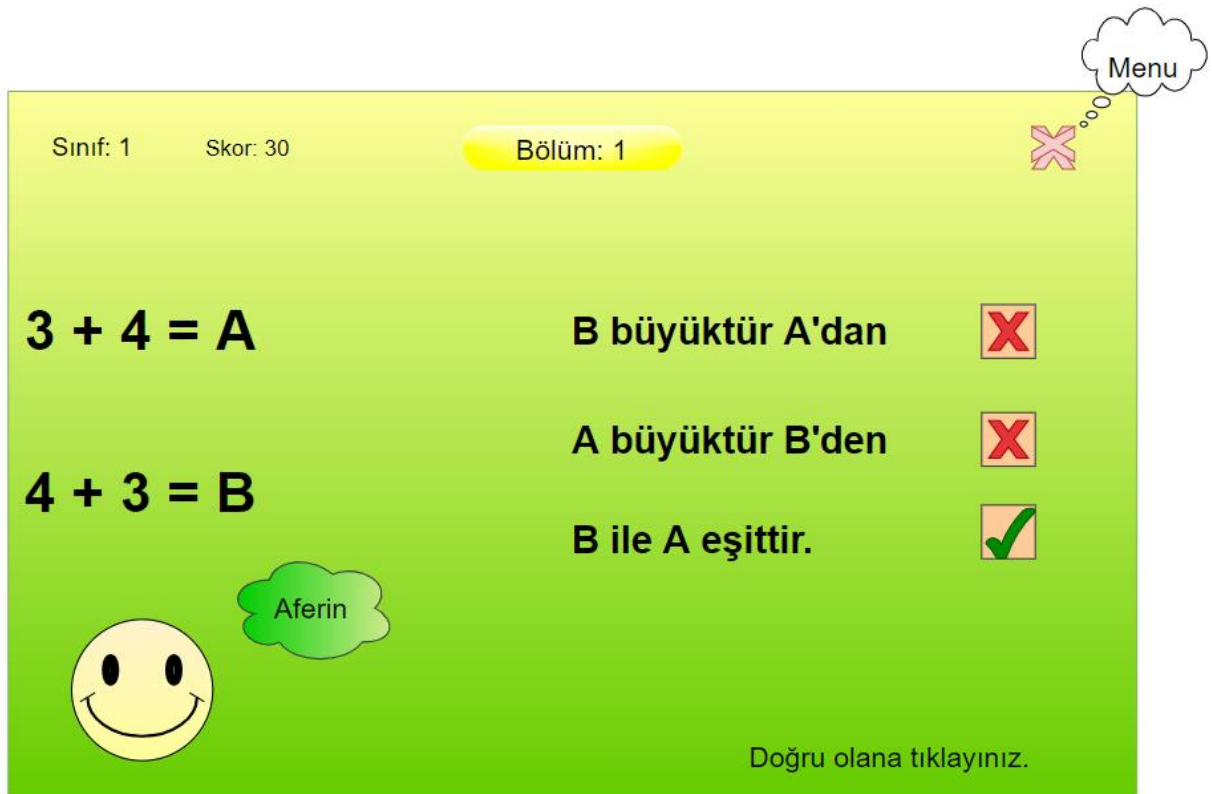 Menu
Sınıf: 1
Skor: 30
Bölüm: 1
3 + 4 = A
B büyüktür A'dan
A büyüktür B'den
4 + 3 = B
B ile A eşittir.
Aferin
Doğru olana tıklayınız.